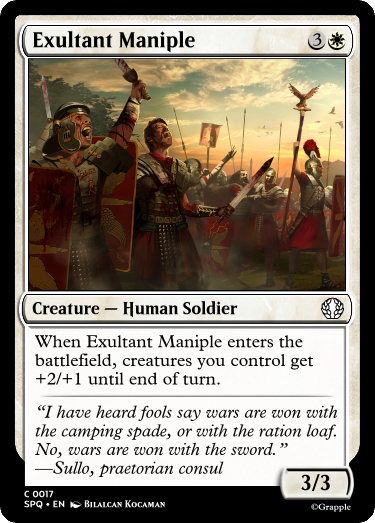 Exultant Maniple 3
Creature — Human Soldier
When Exultant Maniple enters the
battlefield, creatures you control get
+2/+1 until end of turn.
“I have heard fools say wars are won with
the camping spade, or with the ration loaf.
No, wars are won with the sword.”
—Sullo, praetorian consul
3/3
C 0017
SPQ • EN Bilalcan Kocaman
©Grapple